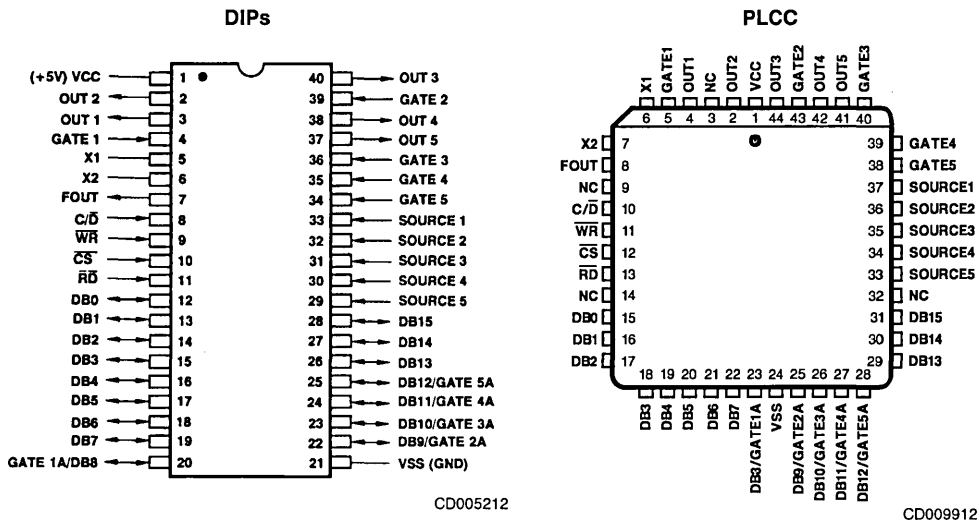 DIPs
(+5V) VCC 1
OUT 2 2
OUT 1 3
GATE 1 4
X1 5
X2 6
FOUT 7
C/D̅ 8
W̅R̅ 9
C̅S̅ 10
R̅D̅ 11
DB0 12
DB1 13
DB2 14
DB3 15
DB4 16
DB5 17
DB6 18
DB7 19
GATE 1A/DB8 20
40 OUT 3
39 GATE 2
38 OUT 4
37 OUT 5
36 GATE 3
35 GATE 4
34 GATE 5
33 SOURCE 1
32 SOURCE 2
31 SOURCE 3
30 SOURCE 4
29 SOURCE 5
28 DB15
27 DB14
26 DB13
25 DB12/GATE 5A
24 DB11/GATE 4A
23 DB10/GATE 3A
22 DB9/GATE 2A
21 VSS (GND)
CD005212
PLCC
X1 6
GATE1 5
OUT1 4
NC 3
OUT2 2
VCC 1
OUT3 44
GATE2 43
OUT4 42
OUT5 41
GATE3 40
X2 7
FOUT 8
NC 9
C/D̅ 10
W̅R̅ 11
C̅S̅ 12
R̅D̅ 13
NC 14
DB0 15
DB1 16
DB2 17
39 GATE4
38 GATE5
37 SOURCE1
36 SOURCE2
35 SOURCE3
34 SOURCE4
33 SOURCE5
32 NC
31 DB15
30 DB14
29 DB13
18 DB3
19 DB4
20 DB5
21 DB6
22 DB7
23 DB3/GATE1A
24 VSS
25 DB9/GATE2A
26 DB10/GATE3A
27 DB11/GATE4A
28 DB12/GATE5A
CD009912